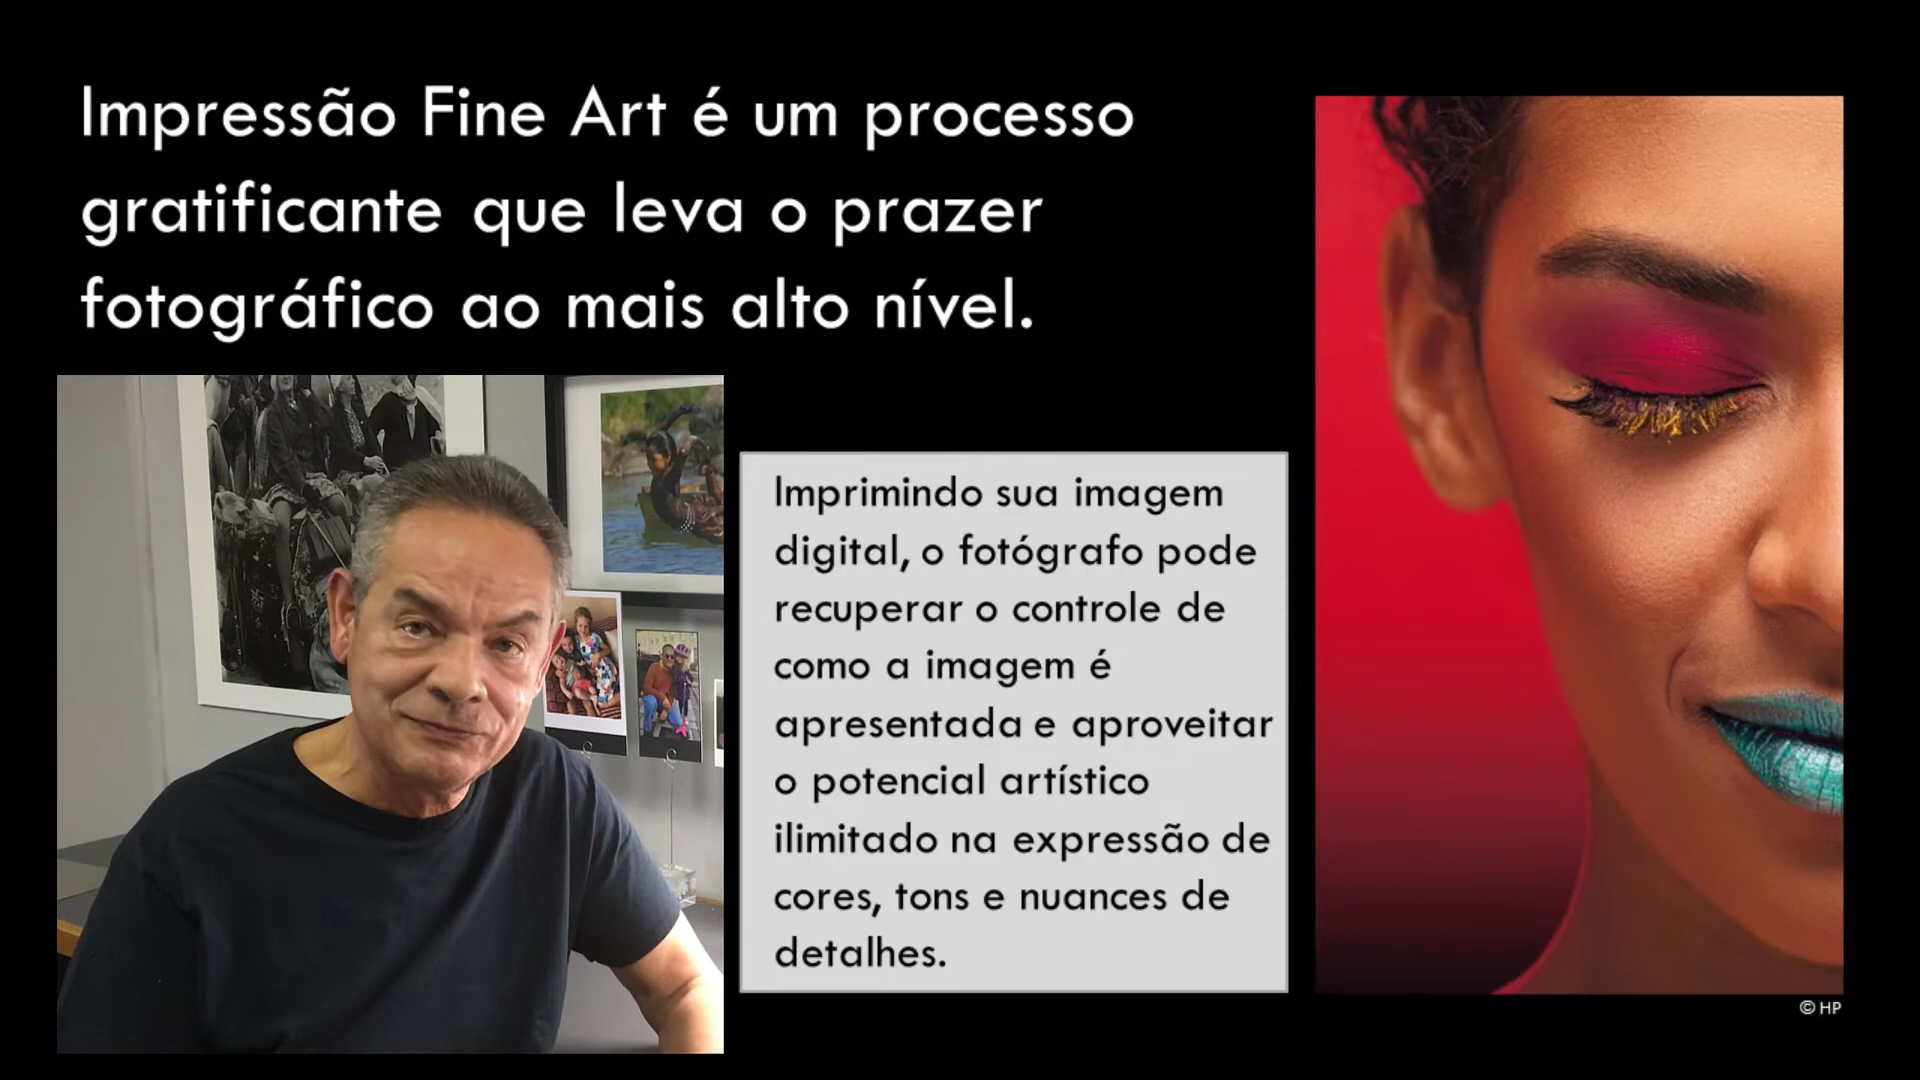 Impressão Fine Art é um processo
gratificante que leva o prazer
fotográfico ao mais alto nível.
Imprimindo sua imagem
digital, o fotógrafo pode
recuperar o controle de
como a imagem é
apresentada e aproveitar
o potencial artístico
ilimitado na expressão de
cores, tons e nuances de
detalhes.
© HP